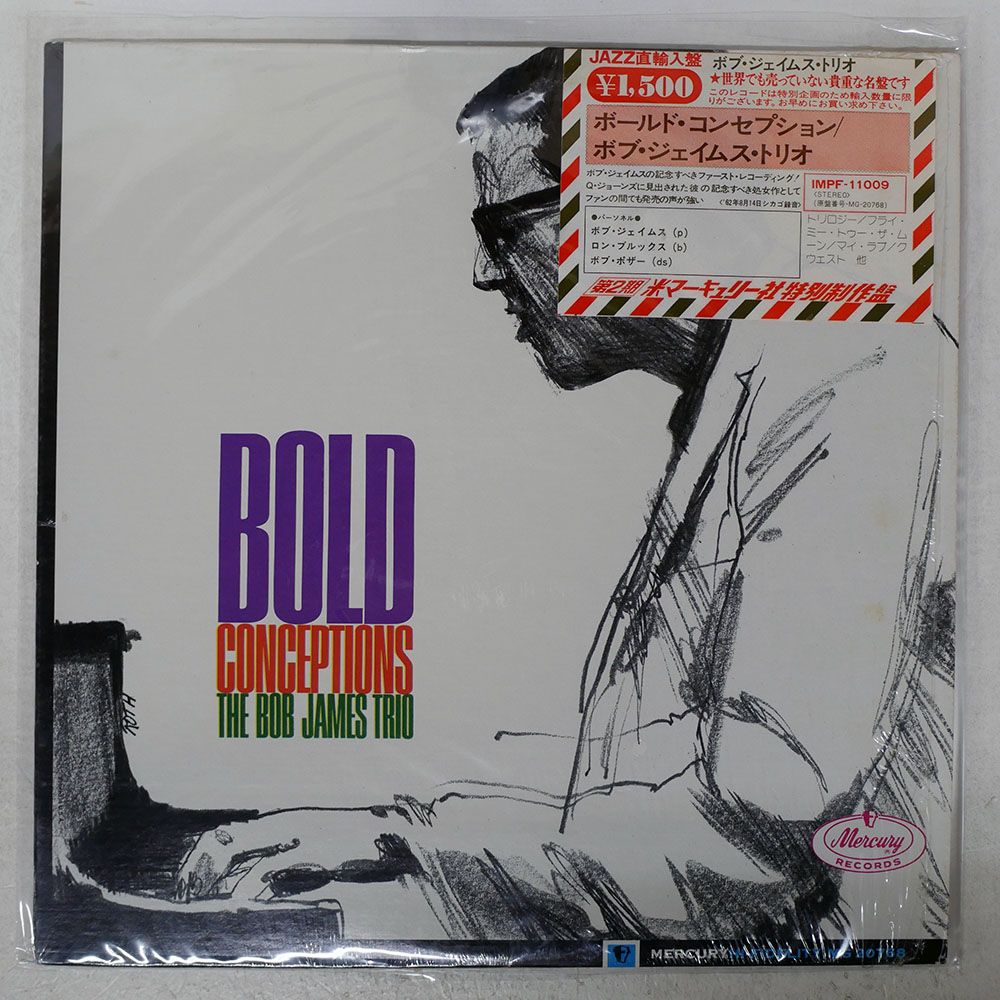 JAZZ直輸入盤
¥1,500
ボブ・ジェイムス・トリオ
★世界でも売っていない貴重な名盤です
このレコードは特別企画のため輸入数量に限
りがございます。お早めにお買い求め下さい。
ボールド・コンセプション/
ボブ・ジェイムス・トリオ
ボブ・ジェイムスの記念すべきファースト・レコーディング!
Q・ジョーンズに見出された彼の記念すべき処女作として
ファンの間でも発売の声が強い 〈'62年8月14日シカゴ録音〉
IMPF-11009
〈STEREO〉
(原盤番号-MG-20768)
●パーソネル●
ボブ・ジェイムス (p)
ロン・ブルックス (b)
ボブ・ポザー (ds)
トリロジー/フライ・
ミー・トゥー・ザ・ム
ーン/マイ・ラブ/ク
ウェスト 他
第2期 米マーキュリー社特別制作盤
BOLD
CONCEPTIONS
THE BOB JAMES TRIO
ROTH
Mercury
RECORDS
MERCURY HI FIDELITY MG 20768